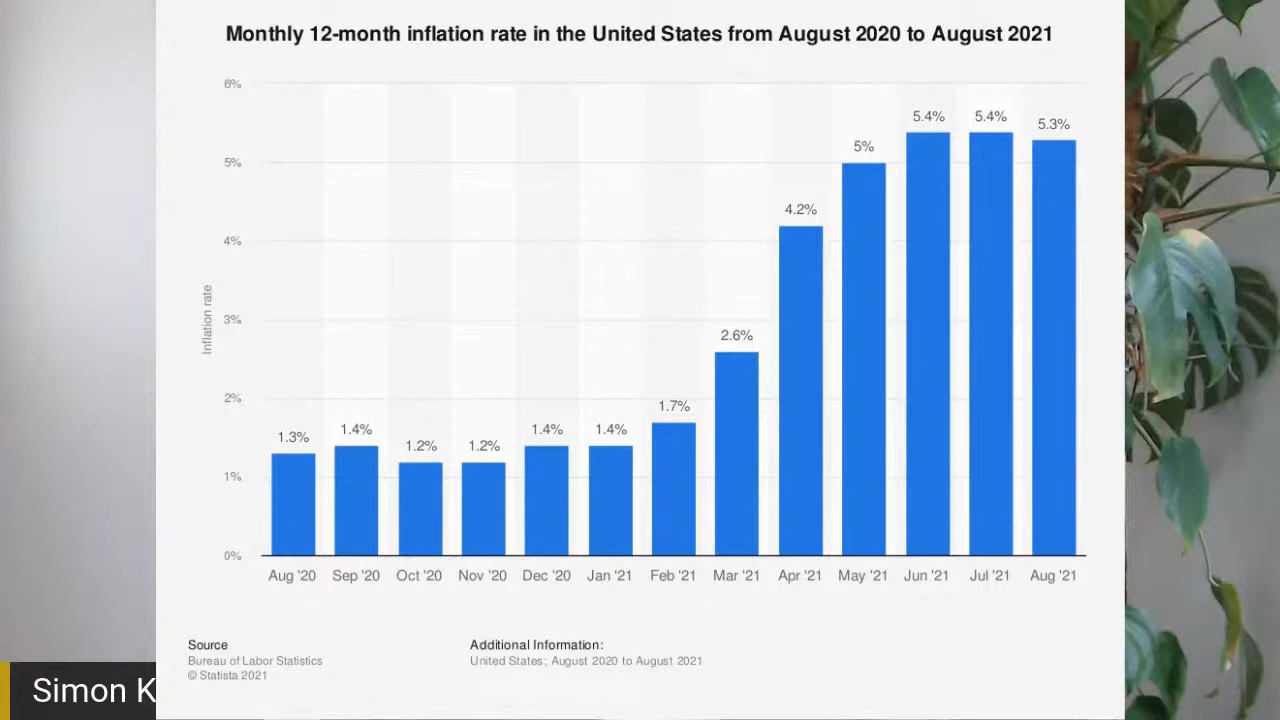 Monthly 12-month inflation rate in the United States from August 2020 to August 2021
6%
5%
4%
3%
2%
1%
0%
Inflation rate
1.3%
1.4%
1.2%
1.2%
1.4%
1.4%
1.7%
2.6%
4.2%
5%
5.4%
5.4%
5.3%
Aug '20
Sep '20
Oct '20
Nov '20
Dec '20
Jan '21
Feb '21
Mar '21
Apr '21
May '21
Jun '21
Jul '21
Aug '21
Source
Bureau of Labor Statistics
© Statista 2021
Additional Information:
United States; August 2020 to August 2021
Simon K